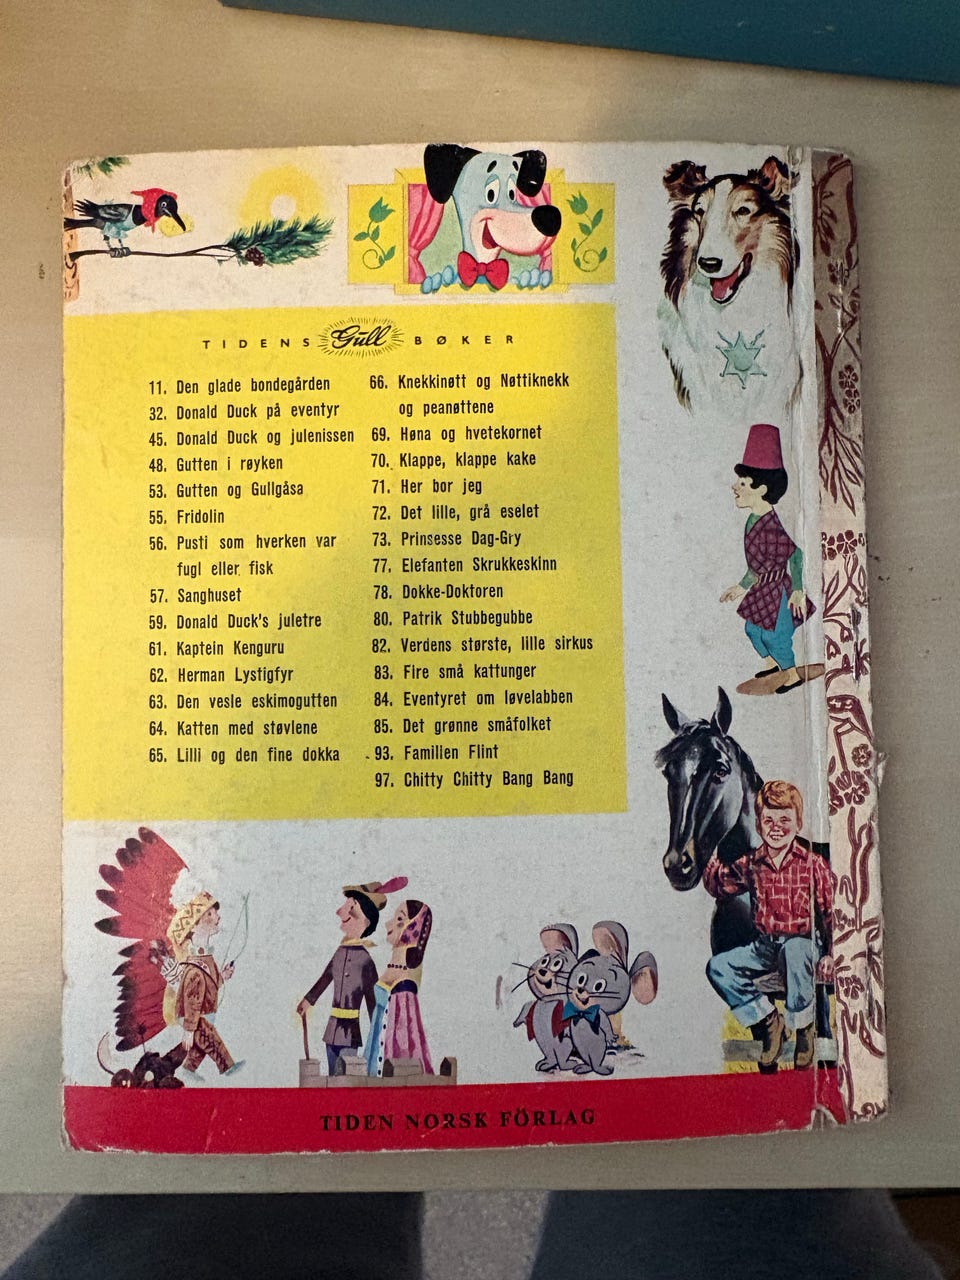 TIDENS Gull BØKER
11. Den glade bondegården
32. Donald Duck på eventyr
45. Donald Duck og julenissen
48. Gutten i røyken
53. Gutten og Gullgåsa
55. Fridolin
56. Pusti som hverken var
fugl eller fisk
57. Sanghuset
59. Donald Duck's juletre
61. Kaptein Kenguru
62. Herman Lystigfyr
63. Den vesle eskimogutten
64. Katten med støvlene
65. Lilli og den fine dokka
66. Knekkinøtt og Nøttiknekk
og peanøttene
69. Høna og hvetekornet
70. Klappe, klappe kake
71. Her bor jeg
72. Det lille, grå eselet
73. Prinsesse Dag-Gry
77. Elefanten Skrukkeskinn
78. Dokke-Doktoren
80. Patrik Stubbegubbe
82. Verdens største, lille sirkus
83. Fire små kattunger
84. Eventyret om løvelabben
85. Det grønne småfolket
93. Familien Flint
97. Chitty Chitty Bang Bang
TIDEN NORSK FÖRLAG